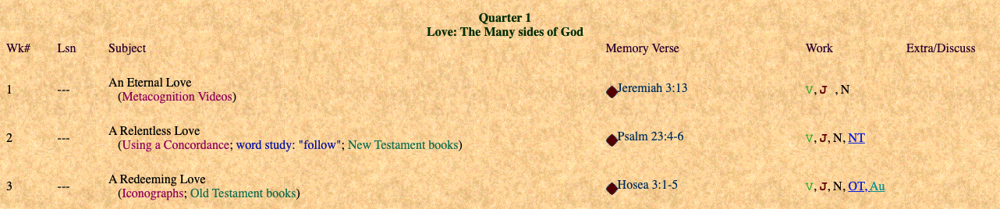 Quarter 1
Love: The Many sides of God
Wk# Lsn Subject Memory Verse Work Extra/Discuss
1 --- An Eternal Love Jeremiah 3:13 V, J , N
(Metacognition Videos)
2 --- A Relentless Love Psalm 23:4-6 V, J, N, NT
(Using a Concordance; word study: "follow"; New Testament books)
3 --- A Redeeming Love Hosea 3:1-5 V, J, N, OT, Au
(Iconographs; Old Testament books)